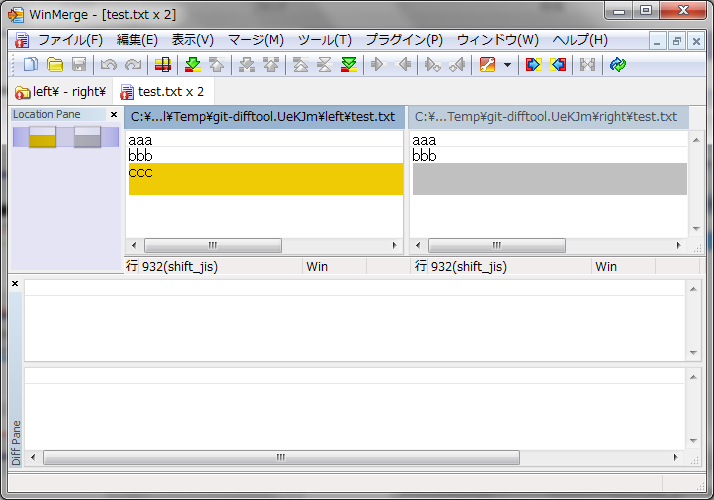 WinMerge - [test.txt x 2]
ファイル(F) 編集(E) 表示(V) マージ(M) ツール(T) プラグイン(P) ウィンドウ(W) ヘルプ(H)
left¥ - right¥ test.txt x 2
Location Pane
C:¥...l¥Temp¥git-difftool.UeKJm¥left¥test.txt
C:¥...Temp¥git-difftool.UeKJm¥right¥test.txt
aaa
bbb
ccc
aaa
bbb
行 932(shift_jis) Win
行 932(shift_jis) Win
Diff Pane